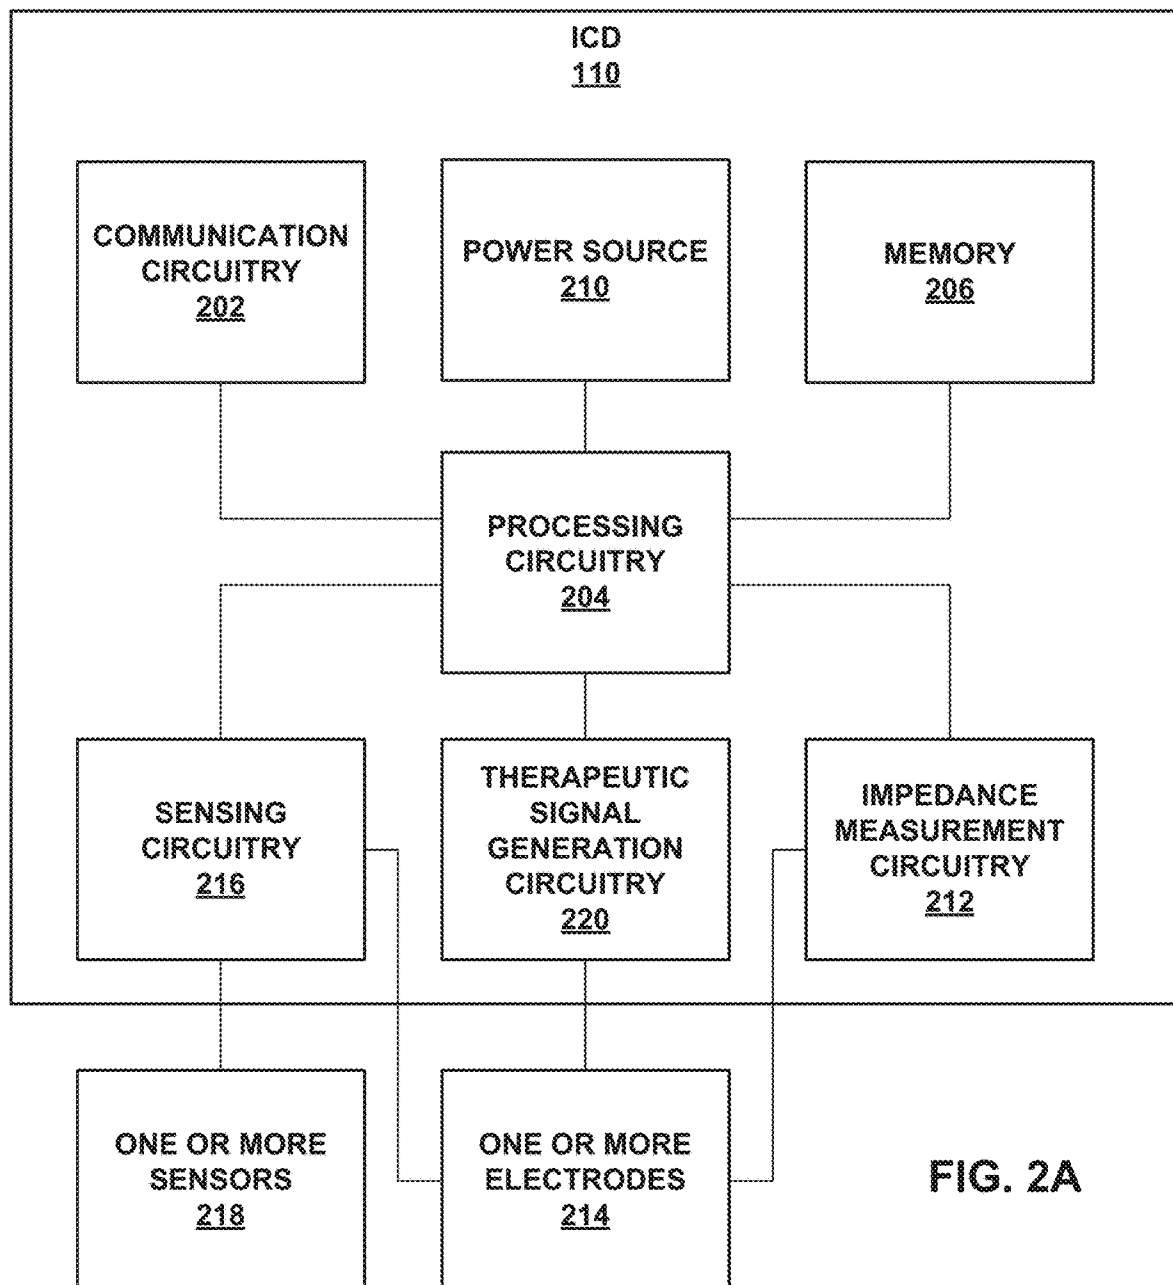 ICD
110
COMMUNICATION
CIRCUITRY
202
POWER SOURCE
210
MEMORY
206
PROCESSING
CIRCUITRY
204
SENSING
CIRCUITRY
216
THERAPEUTIC
SIGNAL
GENERATION
CIRCUITRY
220
IMPEDANCE
MEASUREMENT
CIRCUITRY
212
ONE OR MORE
SENSORS
218
ONE OR MORE
ELECTRODES
214
FIG. 2A